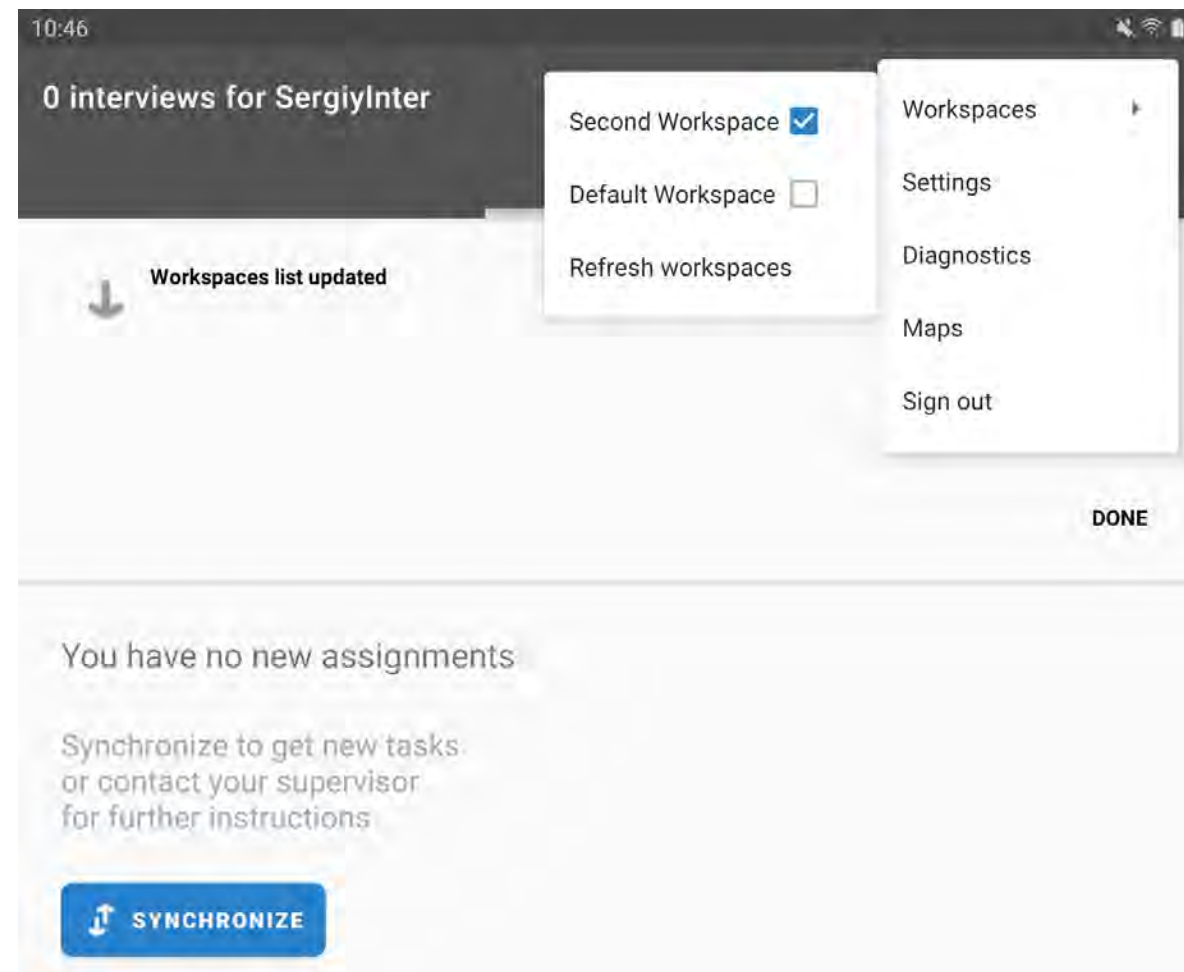 10:46
0 interviews for SergiyInter
Second Workspace
Default Workspace
Refresh workspaces
Workspaces
Settings
Diagnostics
Maps
Sign out
Workspaces list updated
DONE
You have no new assignments
Synchronize to get new tasks
or contact your supervisor
for further instructions
SYNCHRONIZE